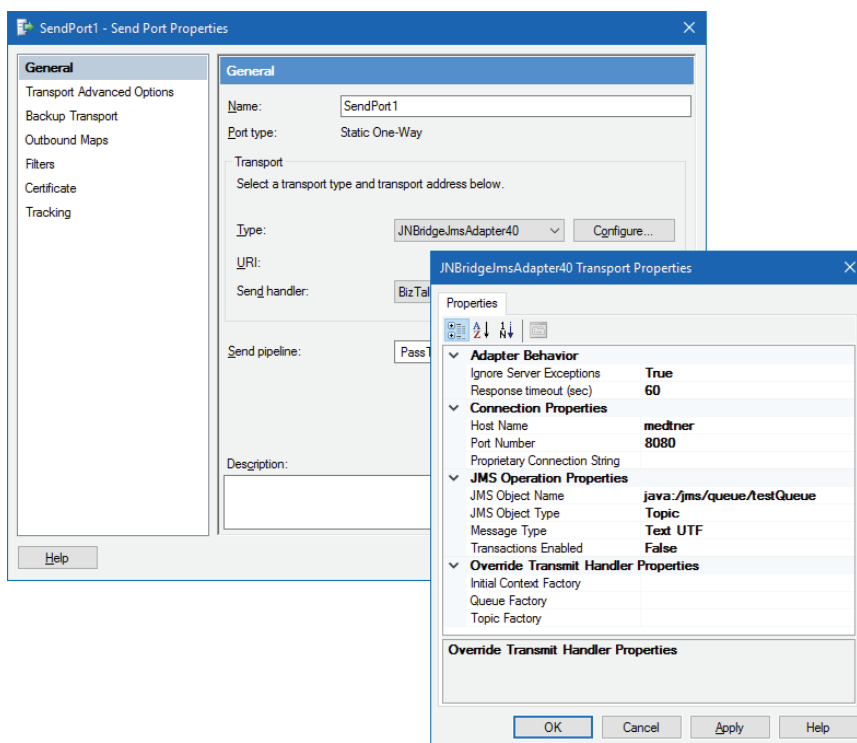 SendPort1 - Send Port Properties
General
Transport Advanced Options
Backup Transport
Outbound Maps
Filters
Certificate
Tracking
General
Name: SendPort1
Port type: Static One-Way
Transport
Select a transport type and transport address below.
Type: JNBridgeJmsAdapter40 Configure...
URI:
Send handler: BizTal
Send pipeline: PassT
Description:
Help
JNBridgeJmsAdapter40 Transport Properties
Properties
Adapter Behavior
Ignore Server Exceptions True
Response timeout (sec) 60
Connection Properties
Host Name medtner
Port Number 8080
Proprietary Connection String
JMS Operation Properties
JMS Object Name java:/jms/queue/testQueue
JMS Object Type Topic
Message Type Text UTF
Transactions Enabled False
Override Transmit Handler Properties
Initial Context Factory
Queue Factory
Topic Factory
Override Transmit Handler Properties
OK Cancel Apply Help